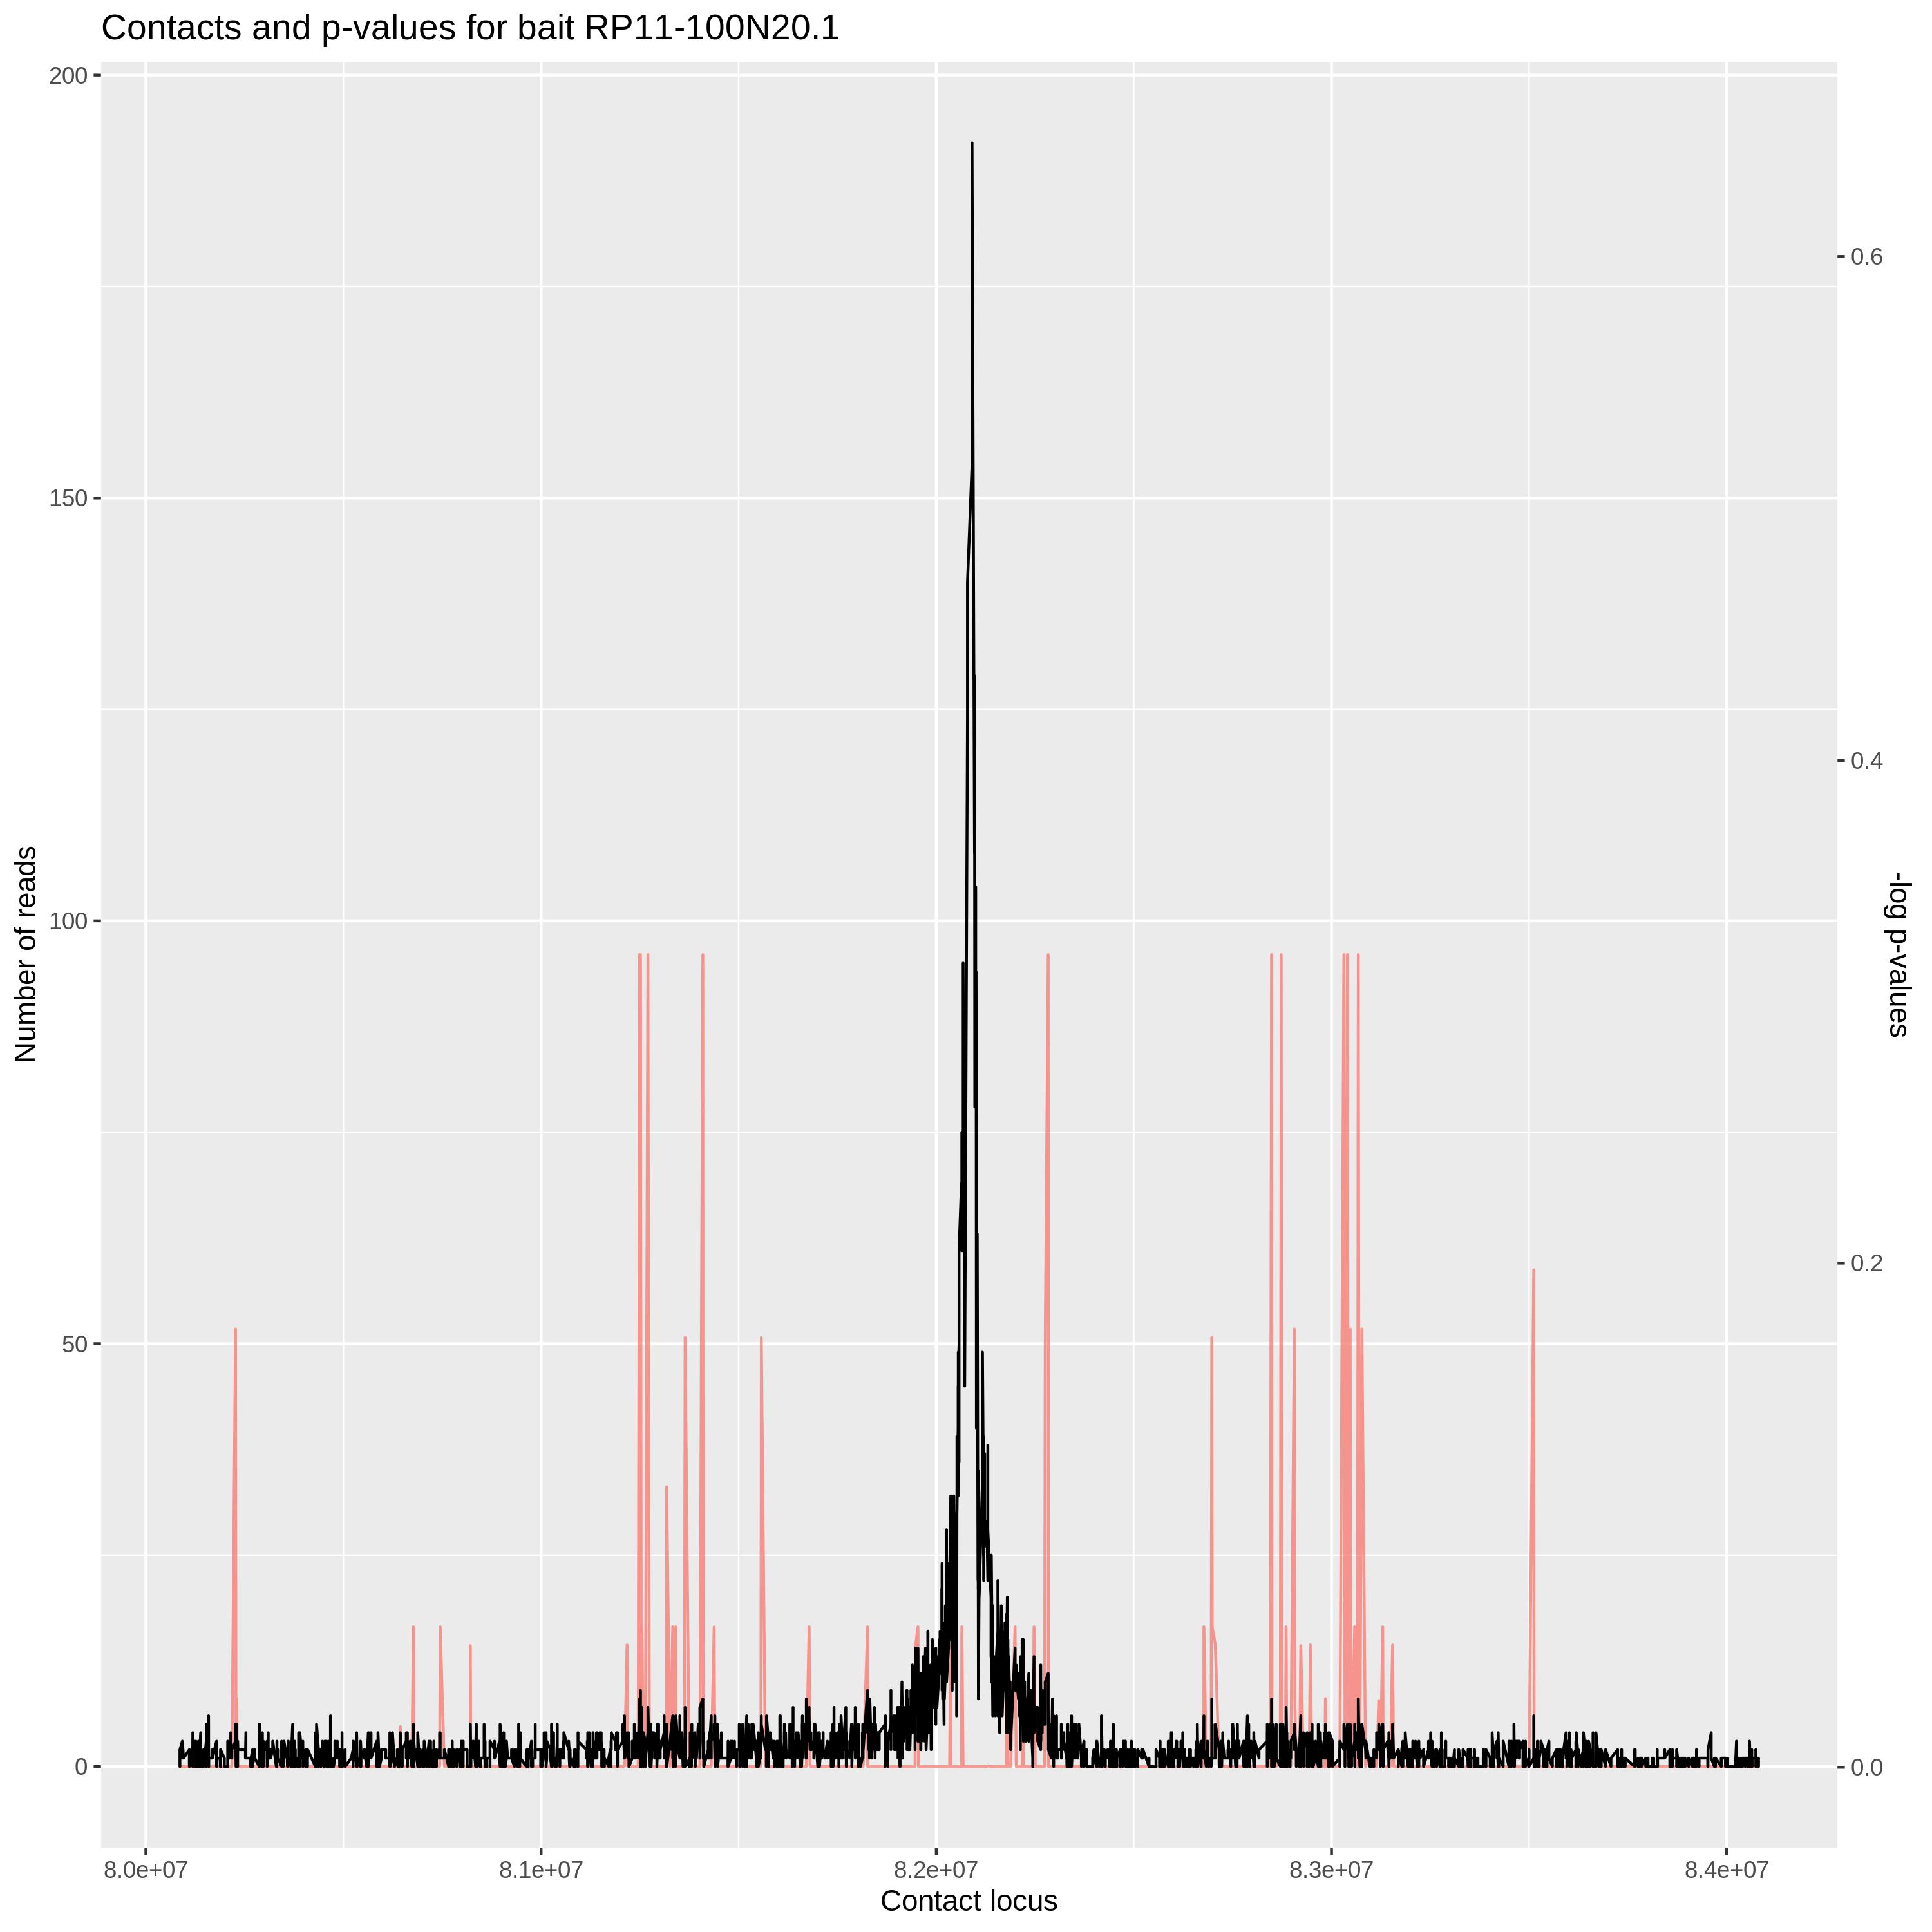 Contacts and p-values for bait RP11-100N20.1
200
150
100
50
0
Number of reads
0.6
0.4
0.2
0.0
-log p-values
8.0e+07 8.1e+07 8.2e+07 8.3e+07 8.4e+07
Contact locus